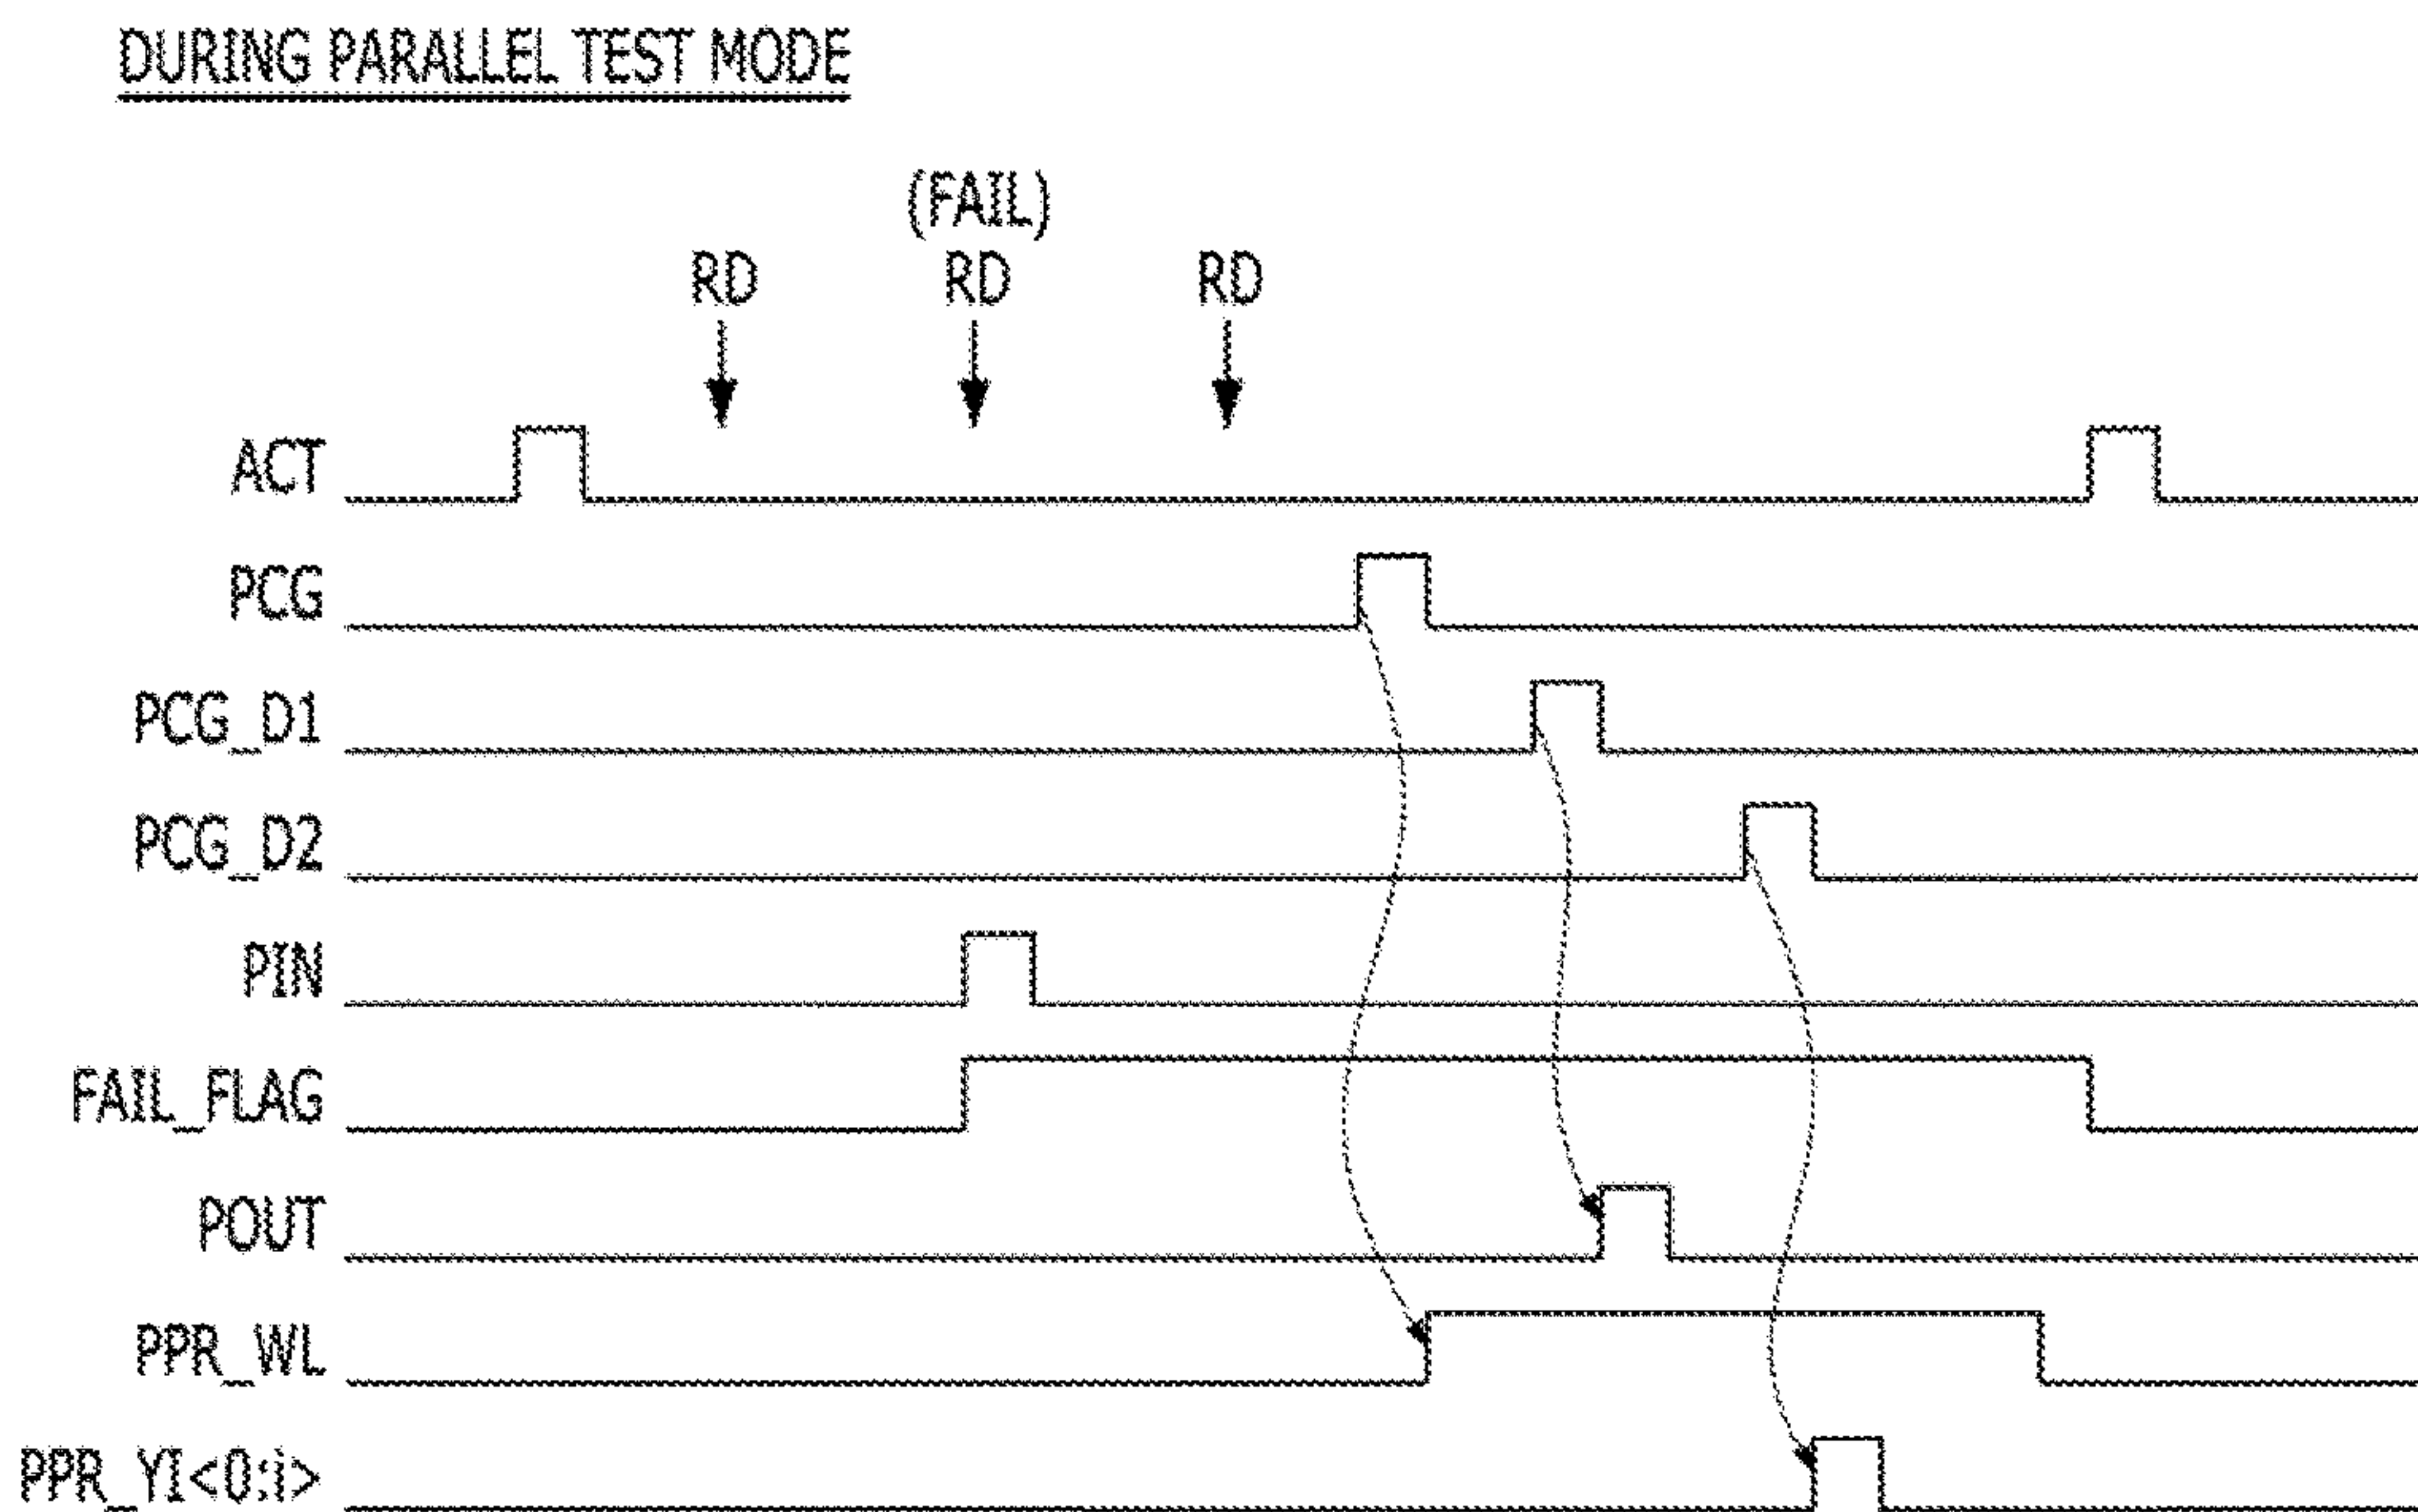 DURING PARALLEL TEST MODE
(FAIL)
RD RD RD
ACT
PCG
PCG_D1
PCG_D2
PIN
FAIL_FLAG
POUT
PPR_WL
PPR_YI<0:i>